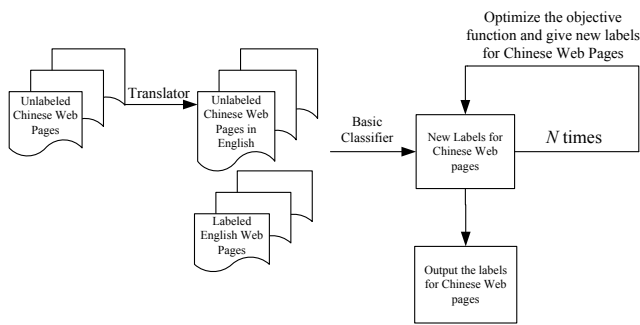 Optimize the objective
function and give new labels
for Chinese Web Pages
Unlabeled
Chinese Web
Pages
Translator
Unlabeled
Chinese Web
Pages in
English
Basic
Classifier
New Labels for
Chinese Web
pages
N times
Labeled
English Web
Pages
Output the labels
for Chinese Web
pages